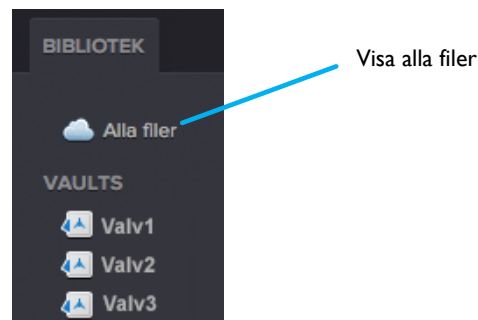 BIBLIOTEK
Visa alla filer
Alla filer
VAULTS
Valv1
Valv2
Valv3